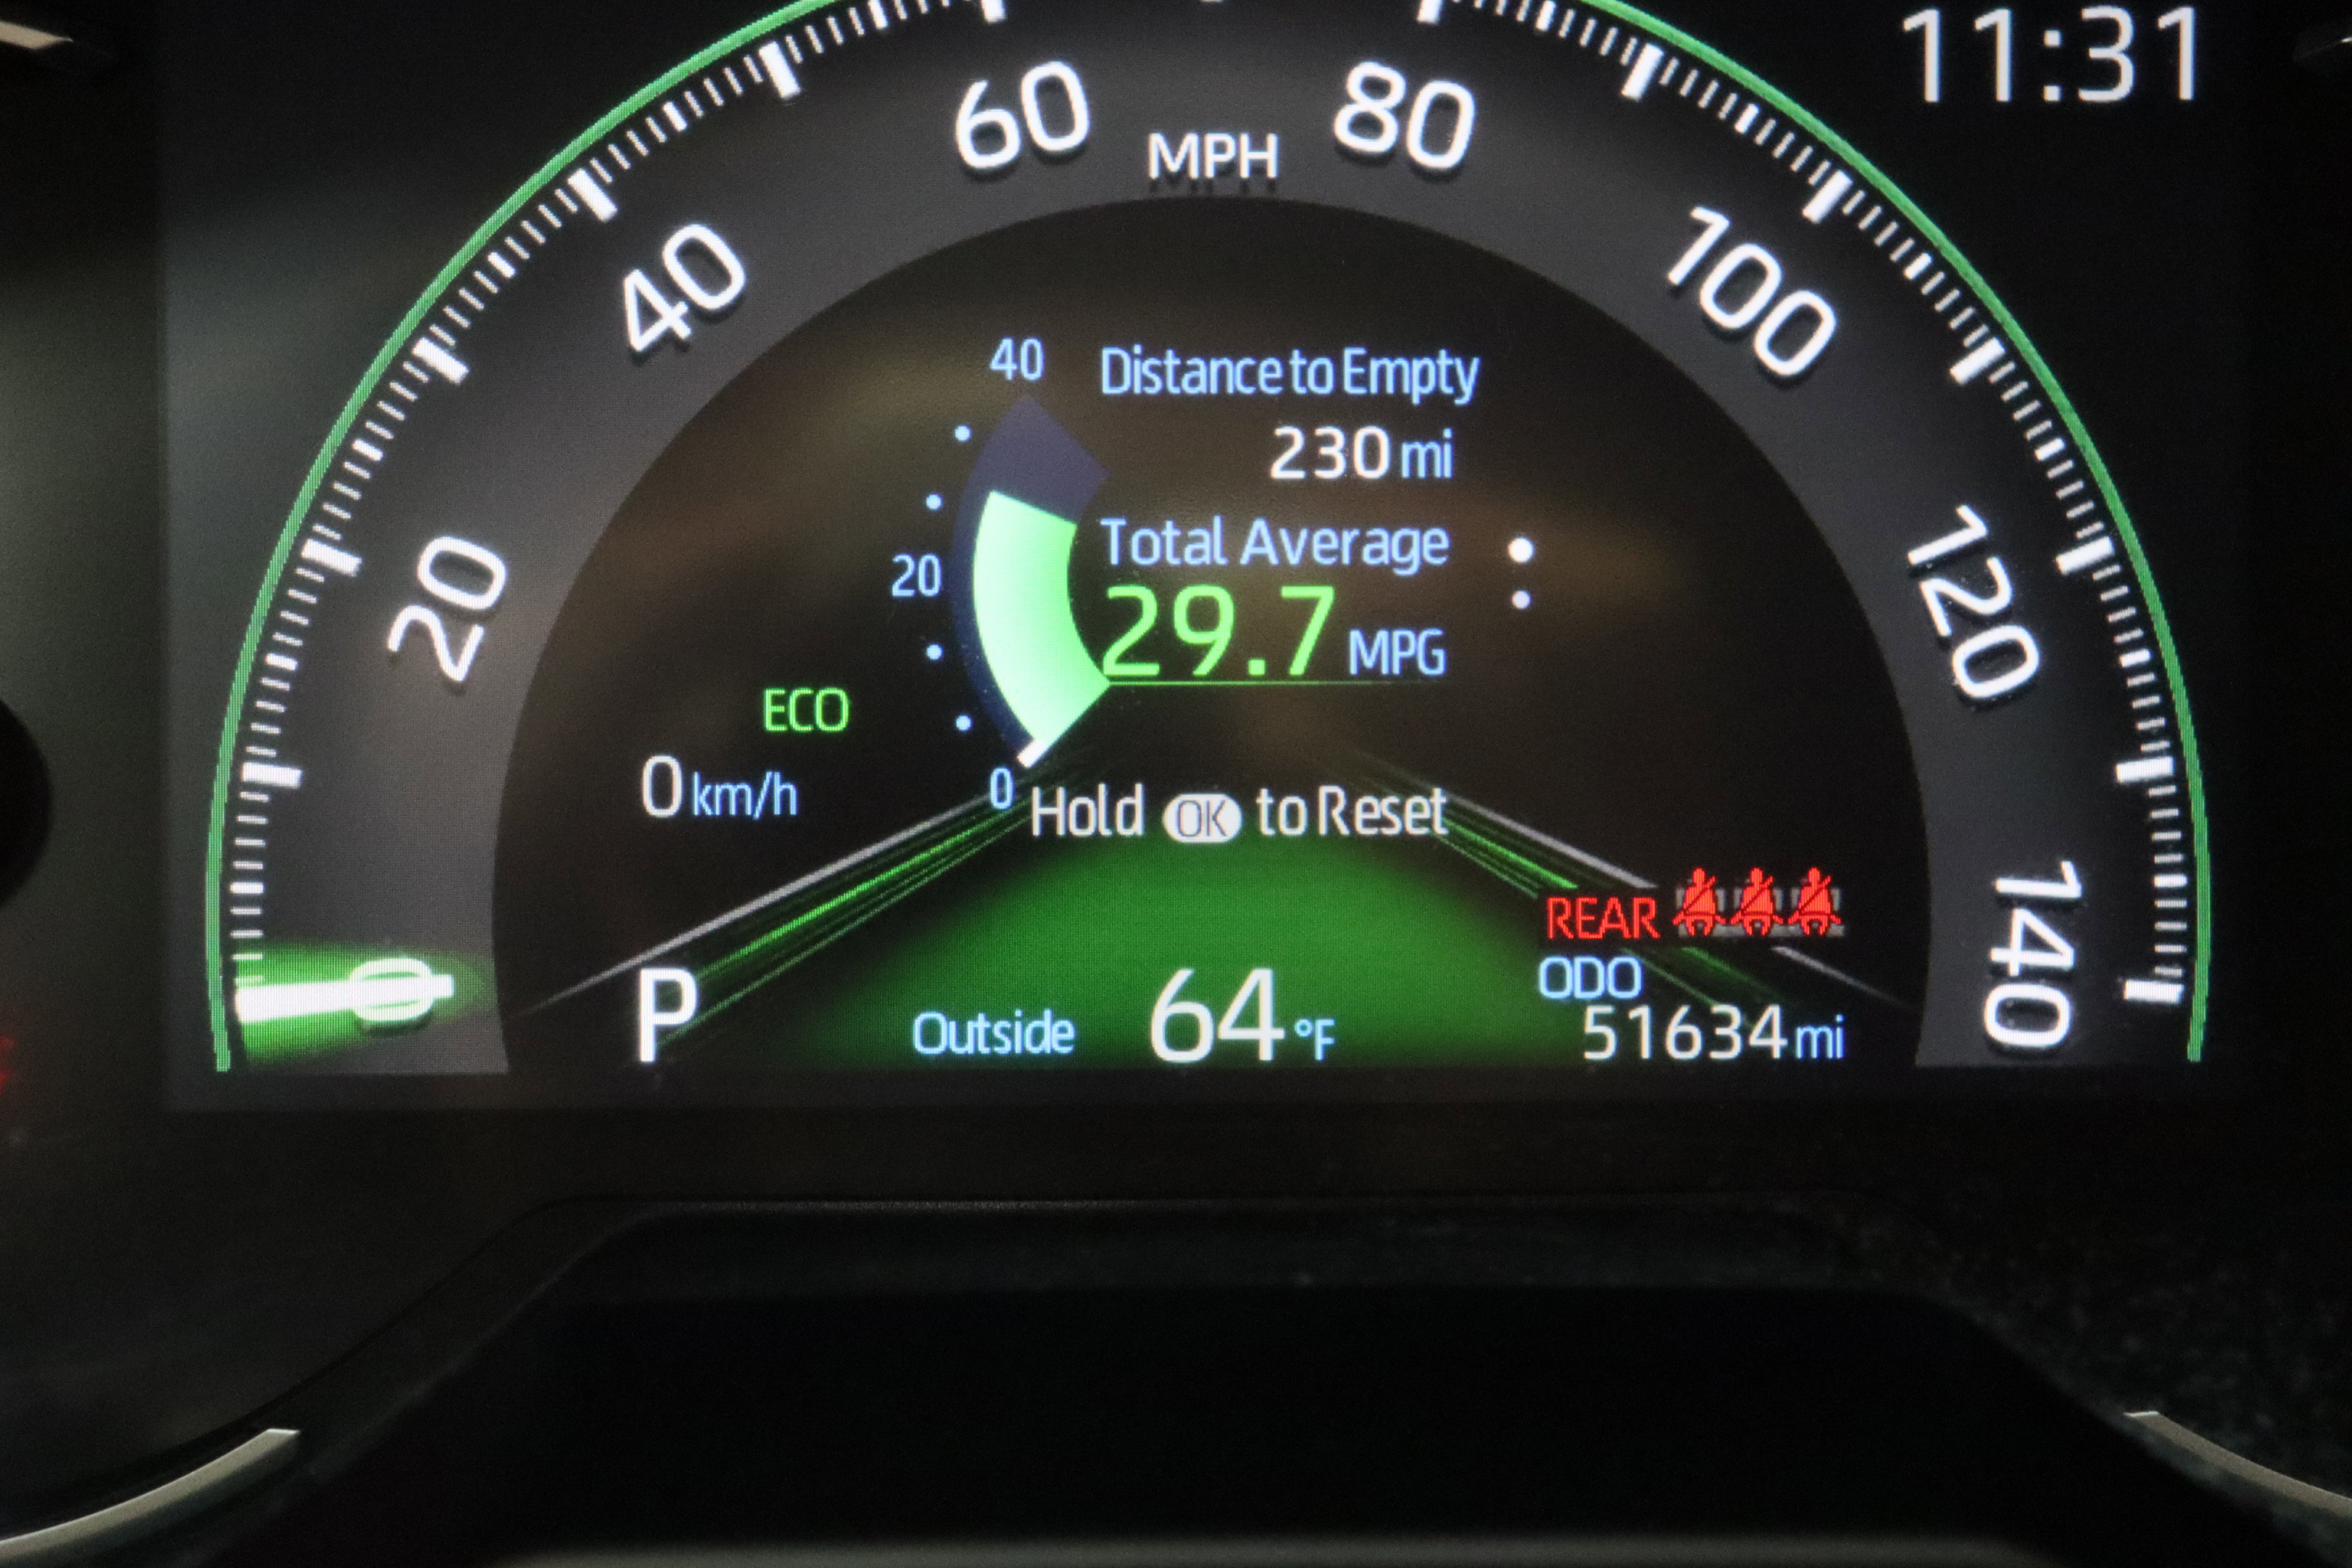 11:31
60
80
MPH
40
100
40
Distance to Empty
230 mi
Total Average
20
20
120
29.7 MPG
ECO
0 km/h
0
Hold OK to Reset
REAR
140
ODO
0
P
Outside 64 °F
51634 mi